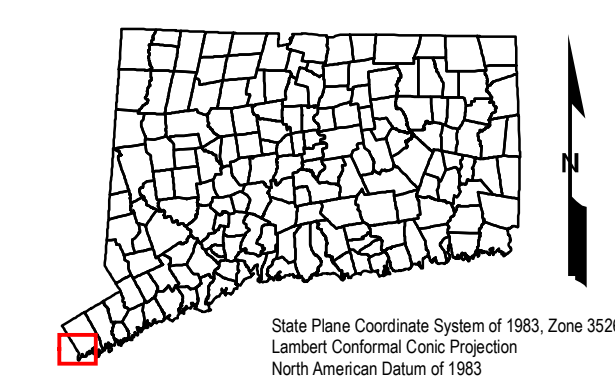 N
State Plane Coordinate System of 1983, Zone 3526
Lambert Conformal Conic Projection
North American Datum of 1983